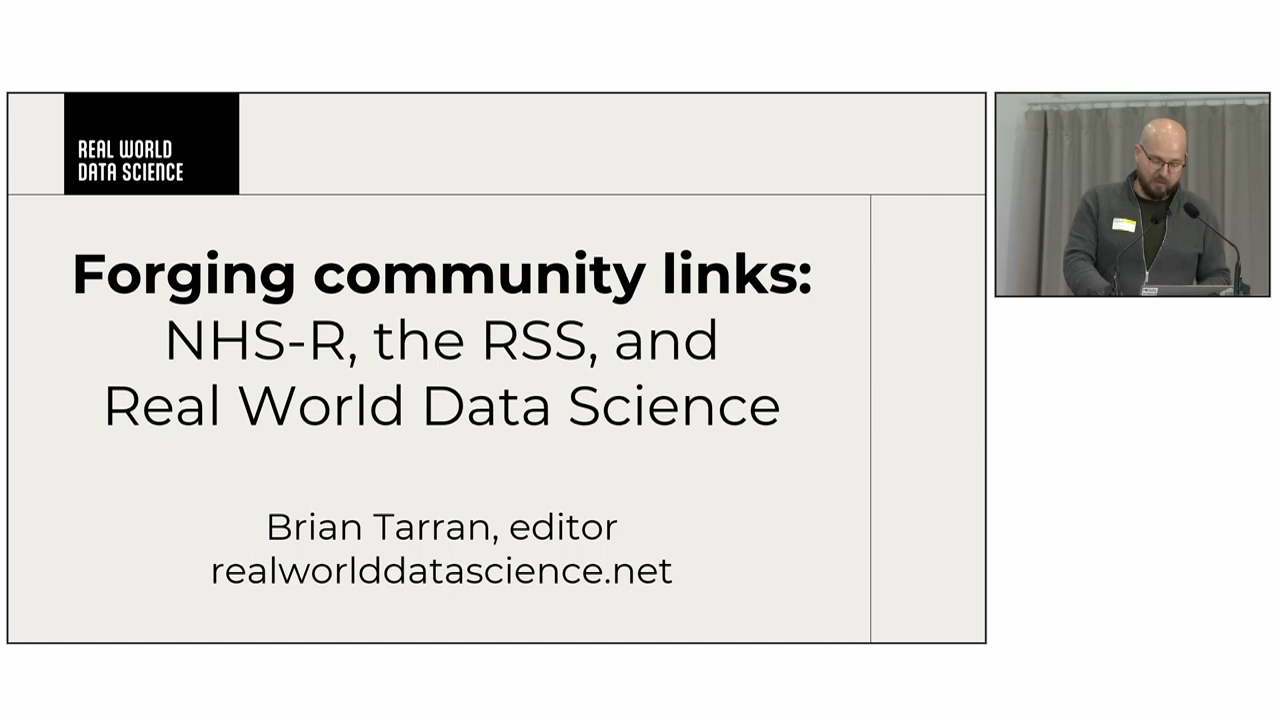 REAL WORLD
DATA SCIENCE
Forging community links:
NHS-R, the RSS, and
Real World Data Science
Brian Tarran, editor
realworlddatascience.net